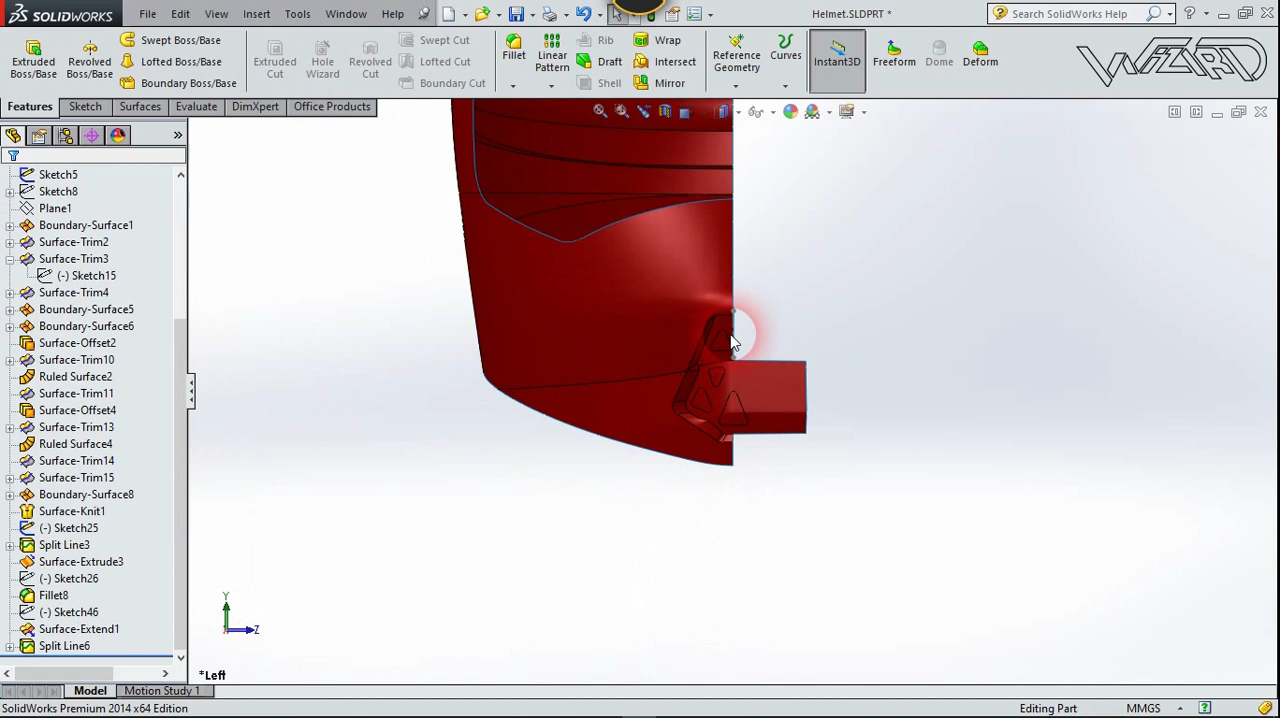 SOLIDWORKS File Edit View Insert Tools Window Help Helmet.SLDPRT * Search SolidWorks Help
Extruded Boss/Base
Revolved Boss/Base
Swept Boss/Base
Lofted Boss/Base
Boundary Boss/Base
Extruded Cut
Hole Wizard
Revolved Cut
Swept Cut
Lofted Cut
Boundary Cut
Fillet
Linear Pattern
Rib
Draft
Shell
Wrap
Intersect
Mirror
Reference Geometry
Curves
Instant3D
Freeform
Dome
Deform
WIZARD
Features Sketch Surfaces Evaluate DimXpert Office Products
Sketch5
Sketch8
Plane1
Boundary-Surface1
Surface-Trim2
Surface-Trim3
(-) Sketch15
Surface-Trim4
Boundary-Surface5
Boundary-Surface6
Surface-Offset2
Surface-Trim10
Ruled Surface2
Surface-Trim11
Surface-Offset4
Surface-Trim13
Ruled Surface4
Surface-Trim14
Surface-Trim15
Boundary-Surface8
Surface-Knit1
(-) Sketch25
Split Line3
Surface-Extrude3
(-) Sketch26
Fillet8
(-) Sketch46
Surface-Extend1
Split Line6
Y
Z
*Left
Model Motion Study 1
SolidWorks Premium 2014 x64 Edition Editing Part MMGS